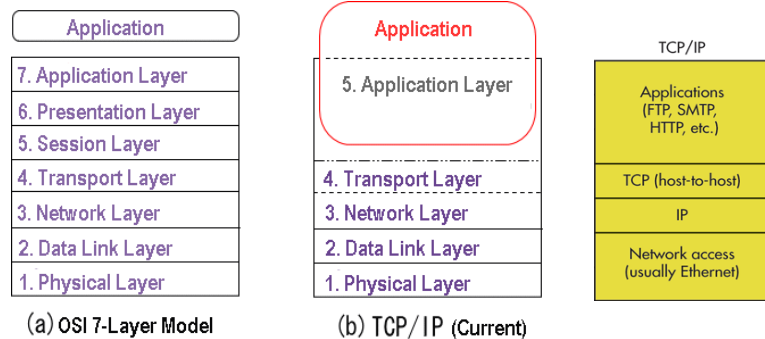 Application
7. Application Layer
6. Presentation Layer
5. Session Layer
4. Transport Layer
3. Network Layer
2. Data Link Layer
1. Physical Layer
(a) OSI 7-Layer Model
Application
5. Application Layer
4. Transport Layer
3. Network Layer
2. Data Link Layer
1. Physical Layer
(b) TCP/IP (Current)
TCP/IP
Applications
(FTP, SMTP,
HTTP, etc.)
TCP (host-to-host)
IP
Network access
(usually Ethernet)